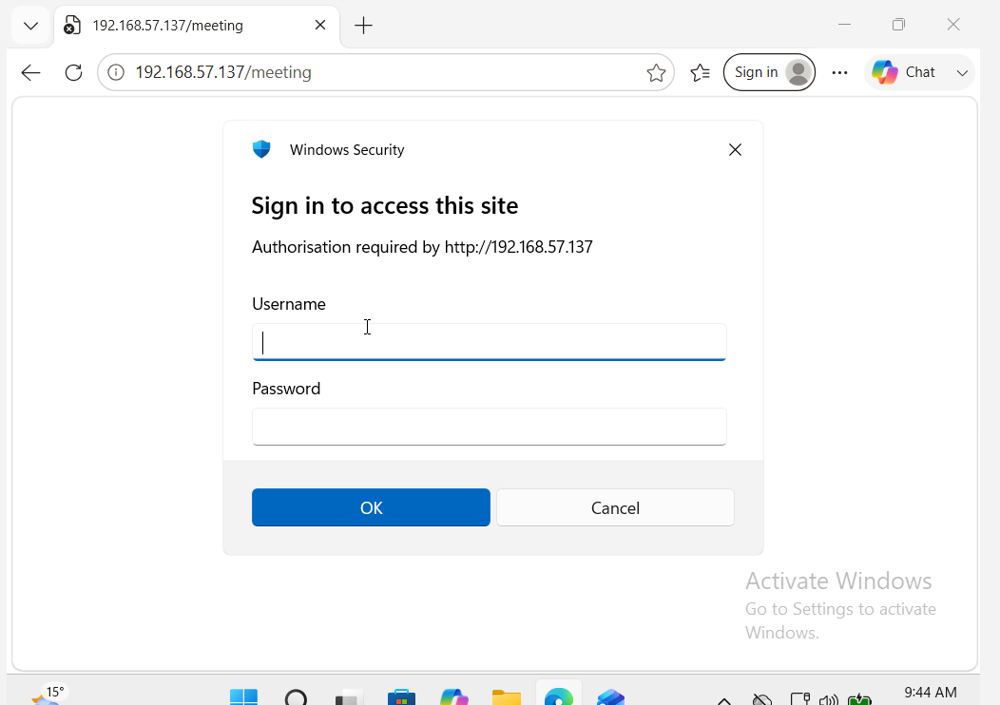 192.168.57.137/meeting
192.168.57.137/meeting
Sign in
Chat
Windows Security
Sign in to access this site
Authorisation required by http://192.168.57.137
Username
Password
OK
Cancel
Activate Windows
Go to Settings to activate
Windows.
15°
9:44 AM